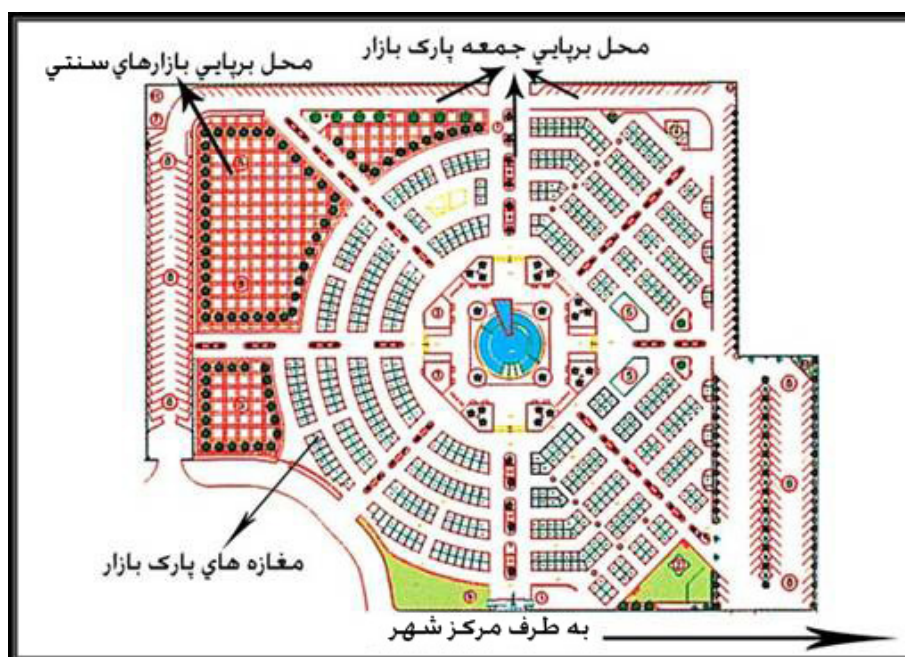 محل برپايي جمعه پارک بازار
محل برپايي بازارهاي سنتي
مغازه هاي پارک بازار
به طرف مرکز شهر